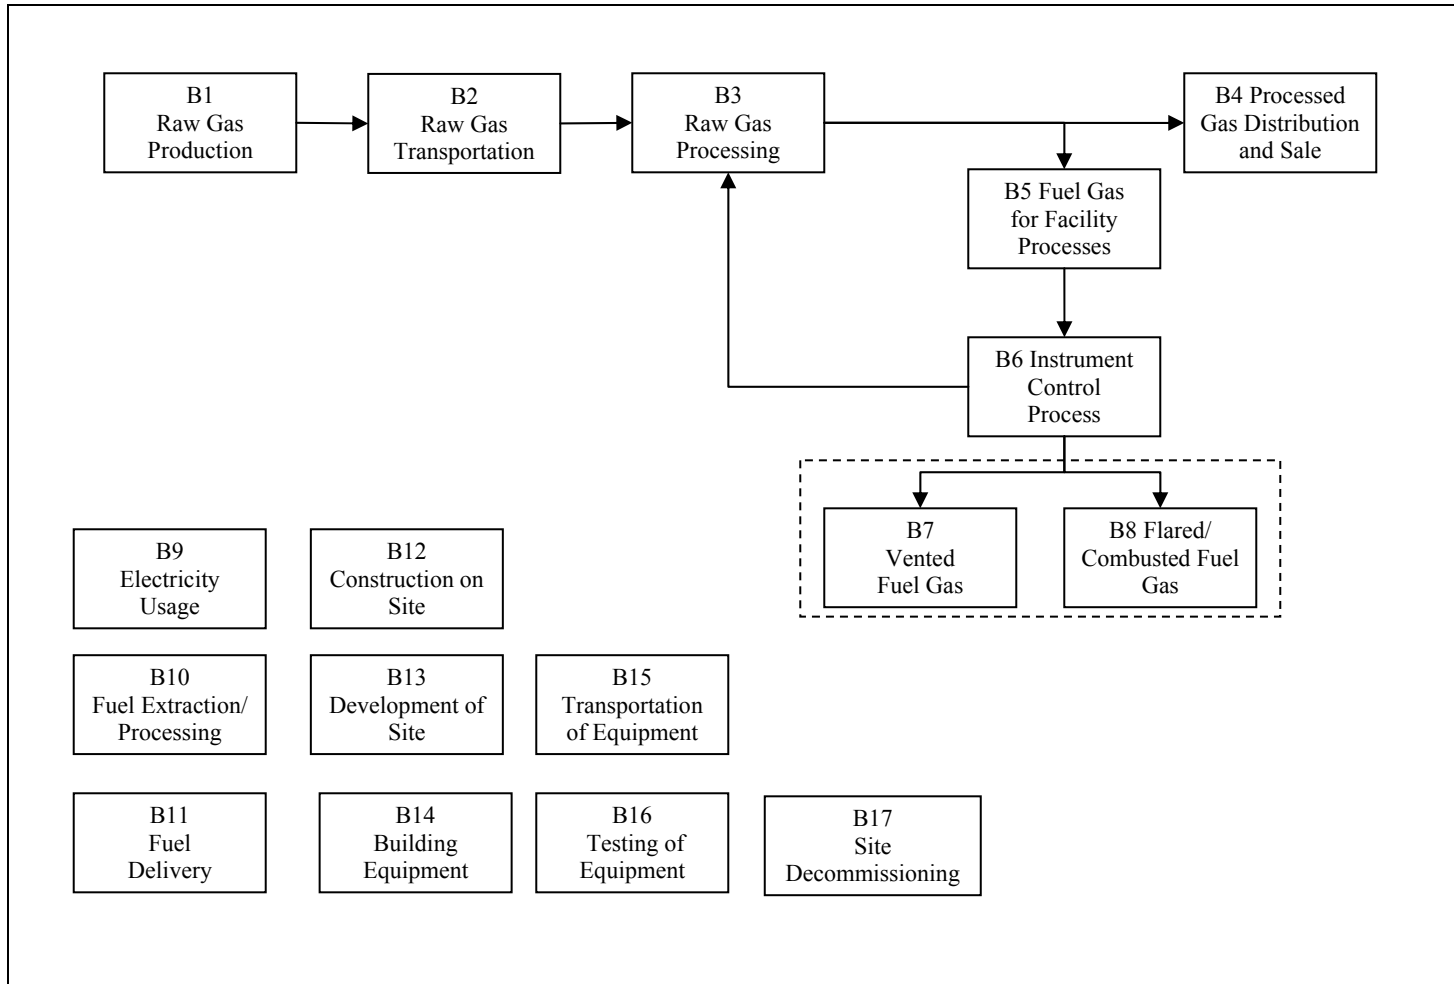 B1
Raw Gas
Production
B2
Raw Gas
Transportation
B3
Raw Gas
Processing
B4 Processed
Gas Distribution
and Sale
B5 Fuel Gas
for Facility
Processes
B6 Instrument
Control
Process
B7
Vented
Fuel Gas
B8 Flared/
Combusted Fuel
Gas
B9
Electricity
Usage
B12
Construction on
Site
B10
Fuel Extraction/
Processing
B13
Development of
Site
B15
Transportation
of Equipment
B11
Fuel
Delivery
B14
Building
Equipment
B16
Testing of
Equipment
B17
Site
Decommissioning